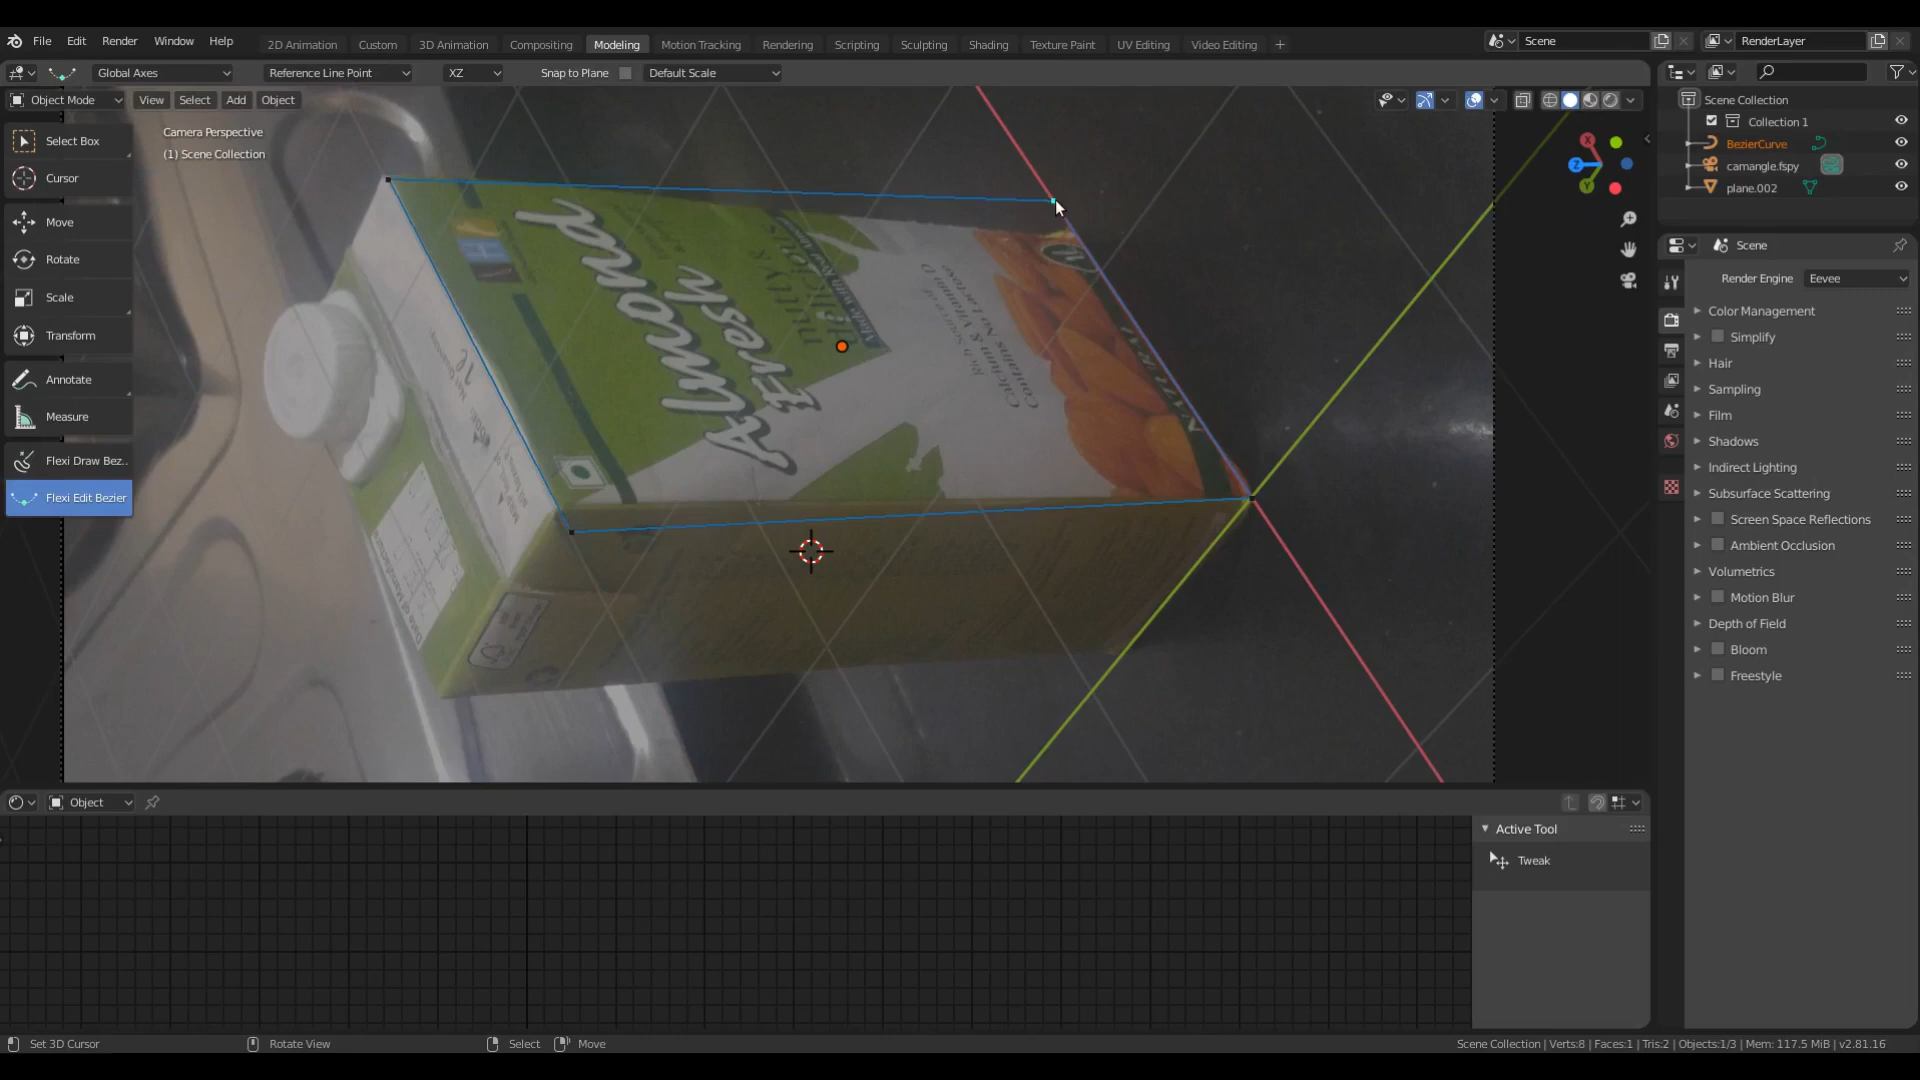 File Edit Render Window Help
2D Animation Custom 3D Animation Compositing Modeling Motion Tracking Rendering Scripting Sculpting Shading Texture Paint UV Editing Video Editing
Scene
RenderLayer
Global Axes
Reference Line Point
XZ
Snap to Plane
Default Scale
Object Mode
View Select Add Object
Camera Perspective
(1) Scene Collection
Select Box
Cursor
Move
Rotate
Scale
Transform
Annotate
Measure
Flexi Draw Bez..
Flexi Edit Bezier
Almond
Fresh
X
Z
Y
Scene Collection
Collection 1
BezierCurve
camangle.fspy
plane.002
Scene
Render Engine Eevee
Color Management
Simplify
Hair
Sampling
Film
Shadows
Indirect Lighting
Subsurface Scattering
Screen Space Reflections
Ambient Occlusion
Volumetrics
Motion Blur
Depth of Field
Bloom
Freestyle
Object
Active Tool
Tweak
Set 3D Cursor
Rotate View
Select
Move
Scene Collection | Verts:8 | Faces:1 | Tris:2 | Objects:1/3 | Mem: 117.5 MiB | v2.81.16